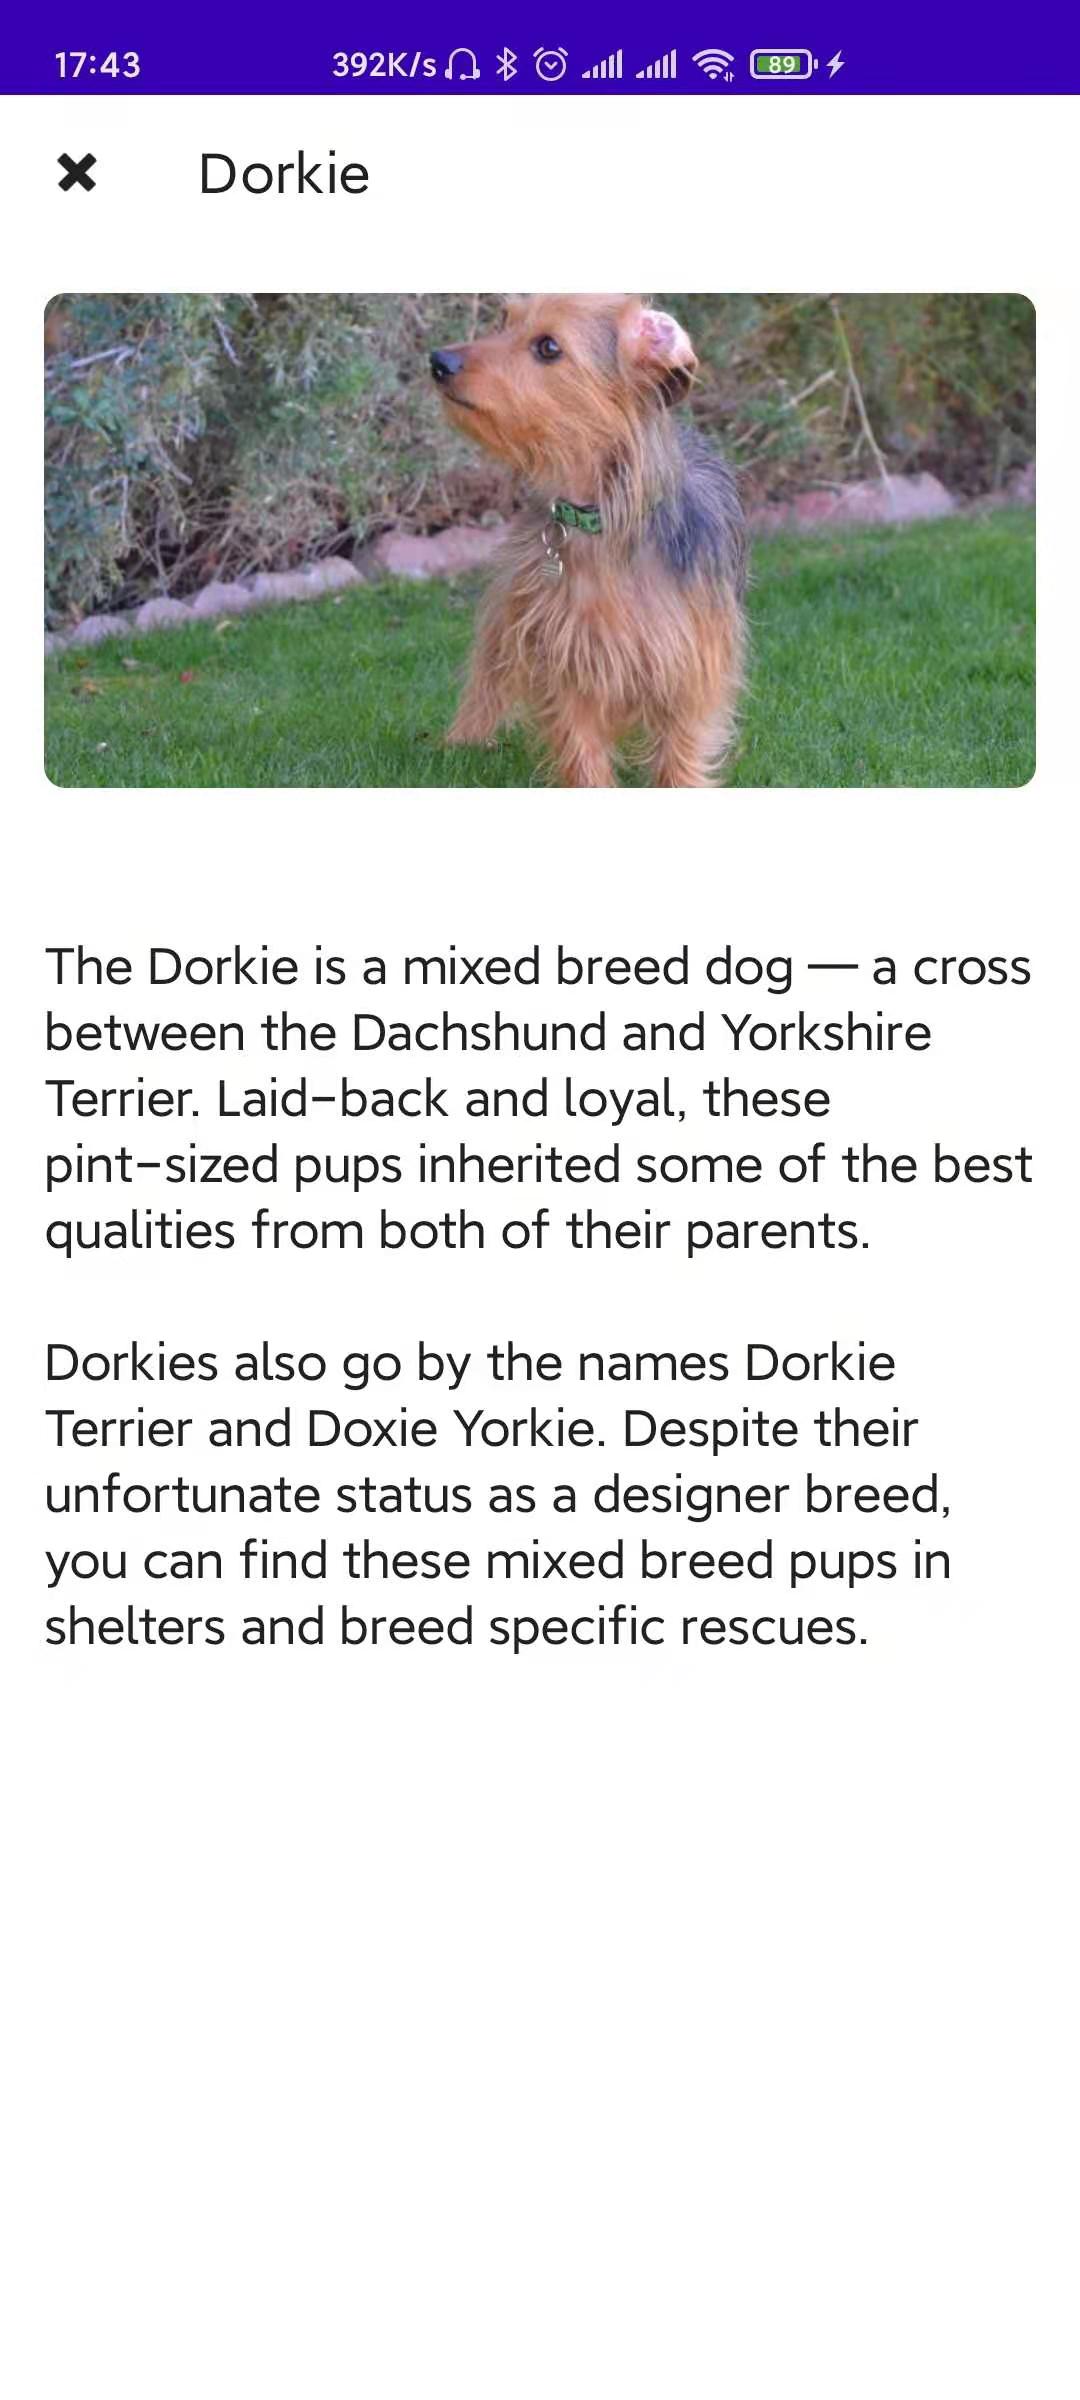 17:43 392K/s 89
Dorkie
The Dorkie is a mixed breed dog — a cross
between the Dachshund and Yorkshire
Terrier. Laid-back and loyal, these
pint-sized pups inherited some of the best
qualities from both of their parents.
Dorkies also go by the names Dorkie
Terrier and Doxie Yorkie. Despite their
unfortunate status as a designer breed,
you can find these mixed breed pups in
shelters and breed specific rescues.